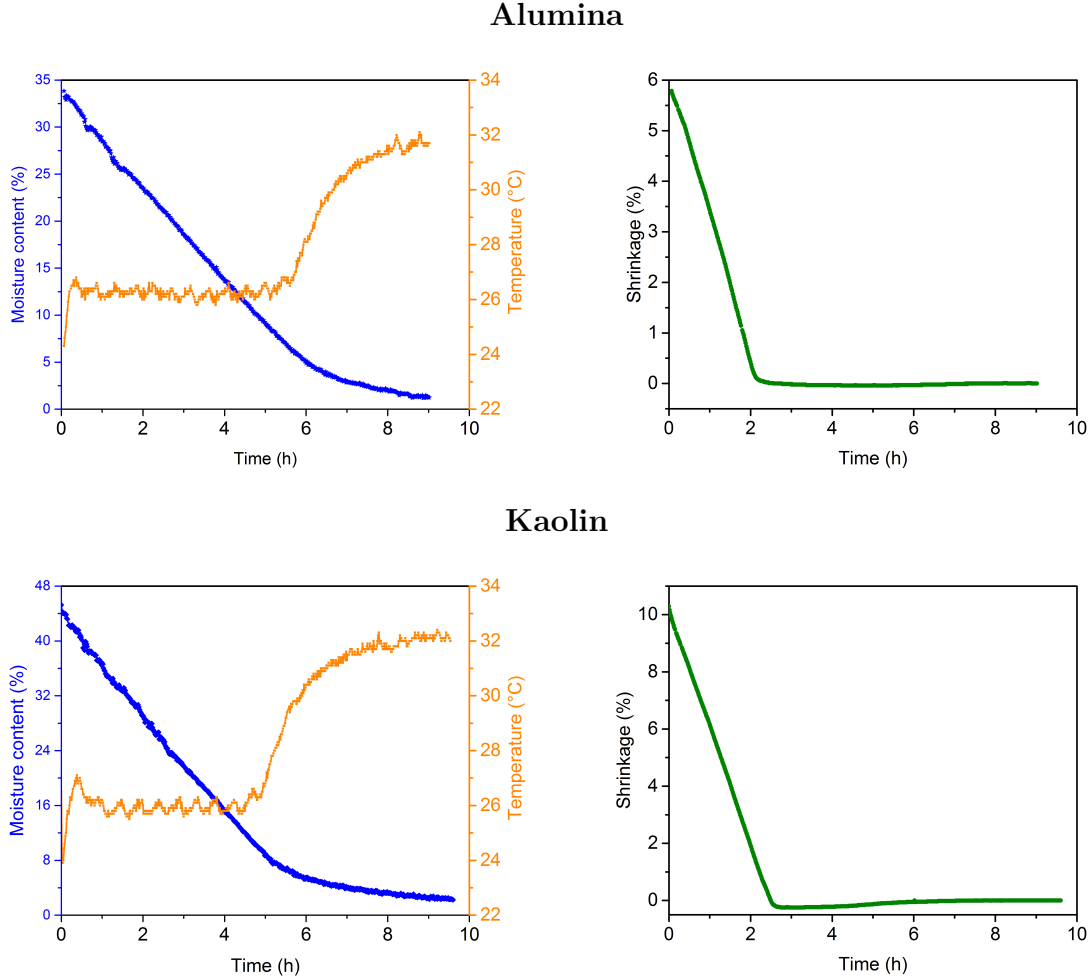 Alumina
35
30
25
20
15
10
5
0
Moisture content (%)
34
32
30
28
26
24
22
Temperature (°C)
0 2 4 6 8 10
Time (h)
6
5
4
3
2
1
0
Shrinkage (%)
0 2 4 6 8 10
Time (h)
Kaolin
48
40
32
24
16
8
0
Moisture content (%)
34
32
30
28
26
24
22
Temperature (°C)
0 2 4 6 8 10
Time (h)
10
8
6
4
2
0
Shrinkage (%)
0 2 4 6 8 10
Time (h)